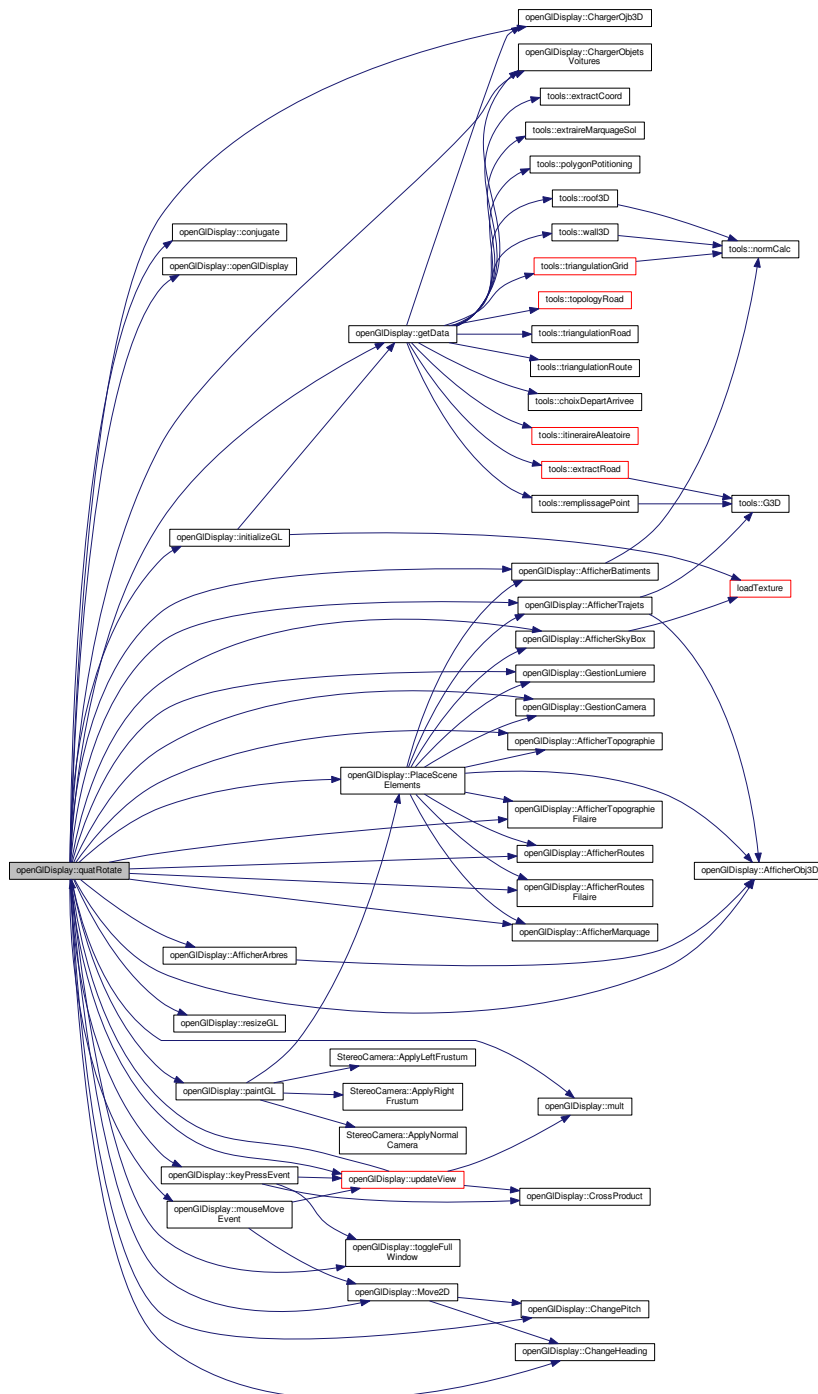 openGlDisplay::ChargerOjb3D
openGlDisplay::ChargerObjets
Voitures
tools::extractCoord
tools::extraireMarquageSol
tools::polygonPotitioning
tools::roof3D
openGlDisplay::conjugate
tools::wall3D
tools::normCalc
openGlDisplay::openGlDisplay
tools::triangulationGrid
tools::topologyRoad
openGlDisplay::getData
tools::triangulationRoad
tools::triangulationRoute
tools::choixDepartArrivee
tools::itineraireAleatoire
tools::extractRoad
tools::remplissagePoint
tools::G3D
openGlDisplay::initializeGL
openGlDisplay::AfficherBatiments
loadTexture
openGlDisplay::AfficherTrajets
openGlDisplay::AfficherSkyBox
openGlDisplay::GestionLumiere
openGlDisplay::GestionCamera
openGlDisplay::AfficherTopographie
openGlDisplay::PlaceScene
Elements
openGlDisplay::AfficherTopographie
Filaire
openGlDisplay::AfficherRoutes
openGlDisplay::quatRotate
openGlDisplay::AfficherObj3D
openGlDisplay::AfficherRoutes
Filaire
openGlDisplay::AfficherMarquage
openGlDisplay::AfficherArbres
openGlDisplay::resizeGL
StereoCamera::ApplyLeftFrustum
openGlDisplay::paintGL
StereoCamera::ApplyRight
Frustum
openGlDisplay::mult
StereoCamera::ApplyNormal
Camera
openGlDisplay::keyPressEvent
openGlDisplay::updateView
openGlDisplay::CrossProduct
openGlDisplay::mouseMove
Event
openGlDisplay::toggleFull
Window
openGlDisplay::Move2D
openGlDisplay::ChangePitch
openGlDisplay::ChangeHeading